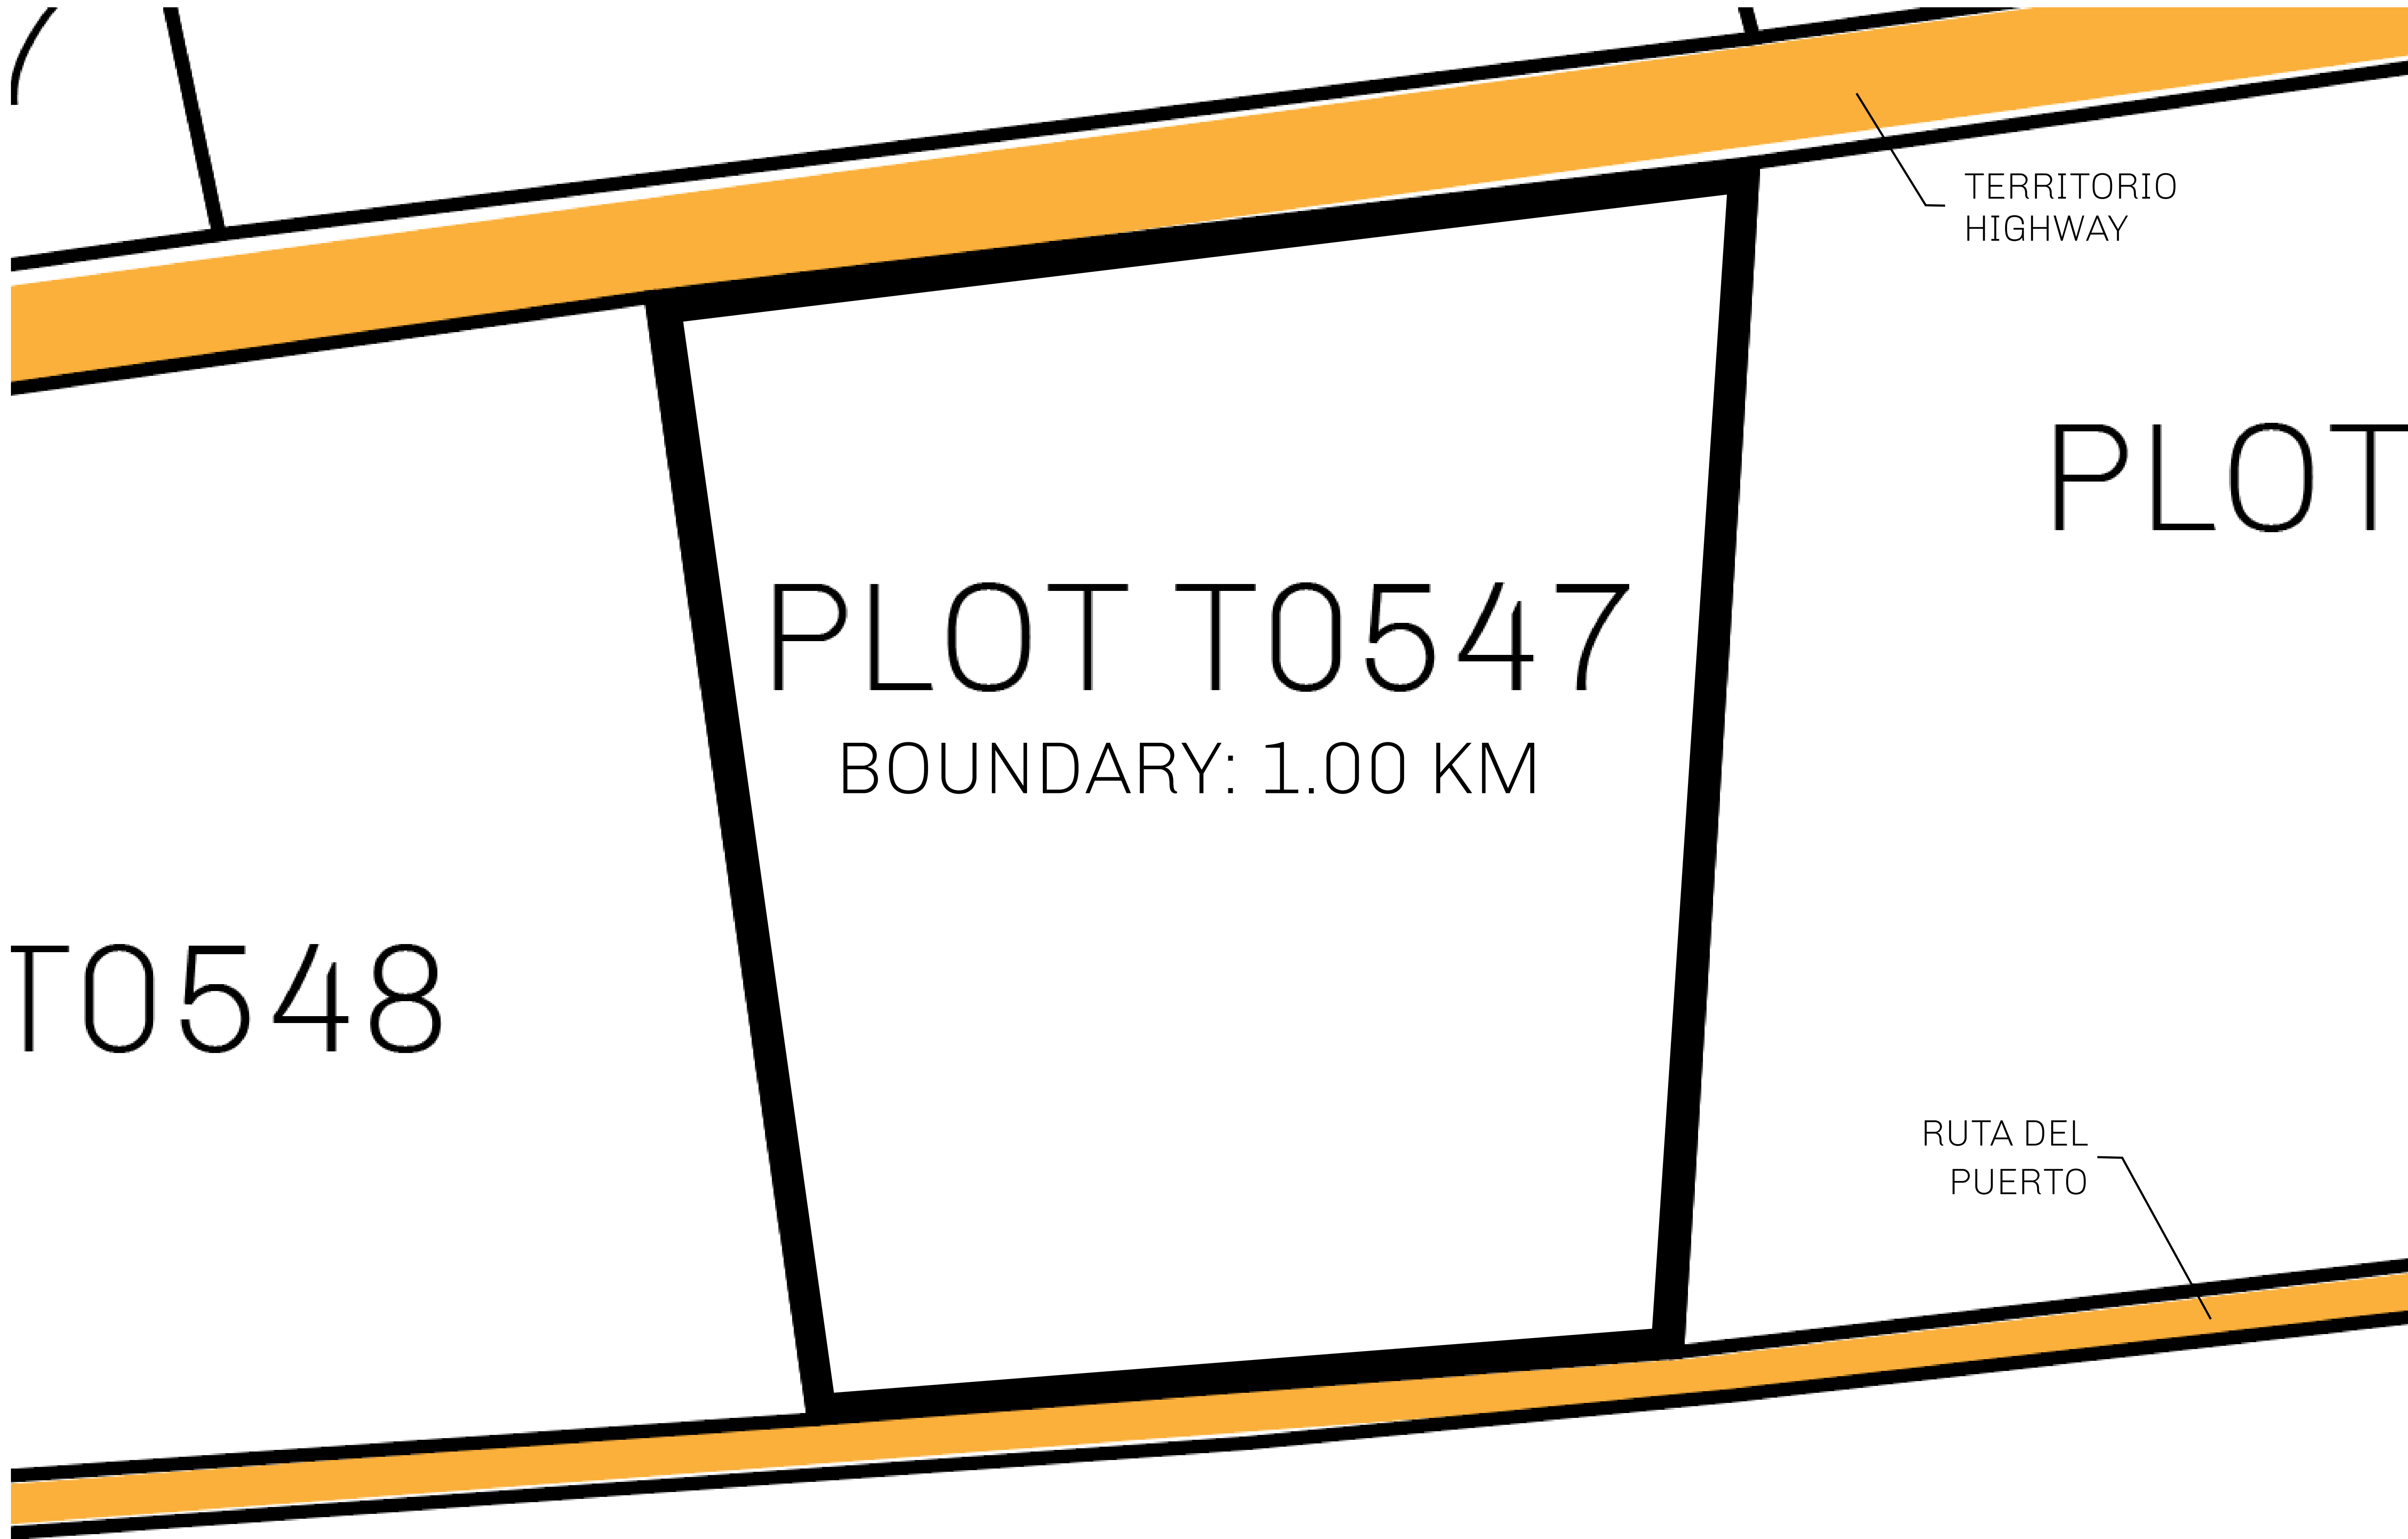 TERRITORIO
HIGHWAY
PLOT
PLOT T0547
BOUNDARY: 1.00 KM
T0548
RUTA DEL
PUERTO